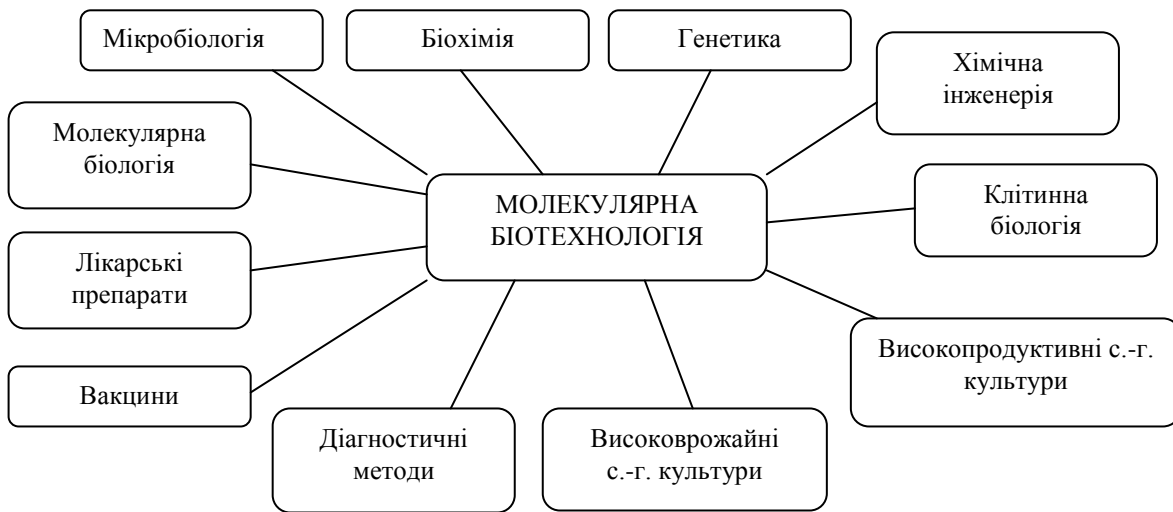 Мікробіологія
Біохімія
Генетика
Хімічна
інженерія
Молекулярна
біологія
МОЛЕКУЛЯРНА
БІОТЕХНОЛОГІЯ
Клітинна
біологія
Лікарські
препарати
Високопродуктивні с.-г.
культури
Вакцини
Діагностичні
методи
Високоврожайні
с.-г. культури